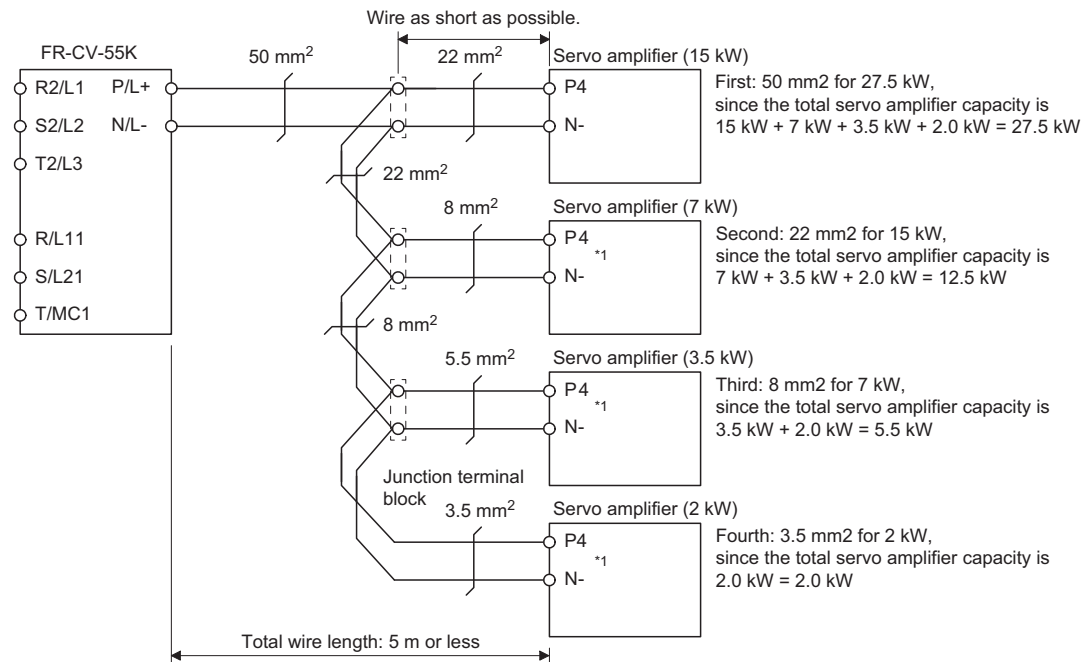 Wire as short as possible.
FR-CV-55K
50 mm2
22 mm2
Servo amplifier (15 kW)
R2/L1
P/L+
S2/L2
N/L-
T2/L3
R/L11
S/L21
T/MC1
P4
N-
First: 50 mm2 for 27.5 kW,
since the total servo amplifier capacity is
15 kW + 7 kW + 3.5 kW + 2.0 kW = 27.5 kW
22 mm2
8 mm2
Servo amplifier (7 kW)
P4
*1
N-
Second: 22 mm2 for 15 kW,
since the total servo amplifier capacity is
7 kW + 3.5 kW + 2.0 kW = 12.5 kW
8 mm2
5.5 mm2
Servo amplifier (3.5 kW)
P4
*1
N-
Third: 8 mm2 for 7 kW,
since the total servo amplifier capacity is
3.5 kW + 2.0 kW = 5.5 kW
Junction terminal
block
3.5 mm2
Servo amplifier (2 kW)
P4
*1
N-
Fourth: 3.5 mm2 for 2 kW,
since the total servo amplifier capacity is
2.0 kW = 2.0 kW
Total wire length: 5 m or less